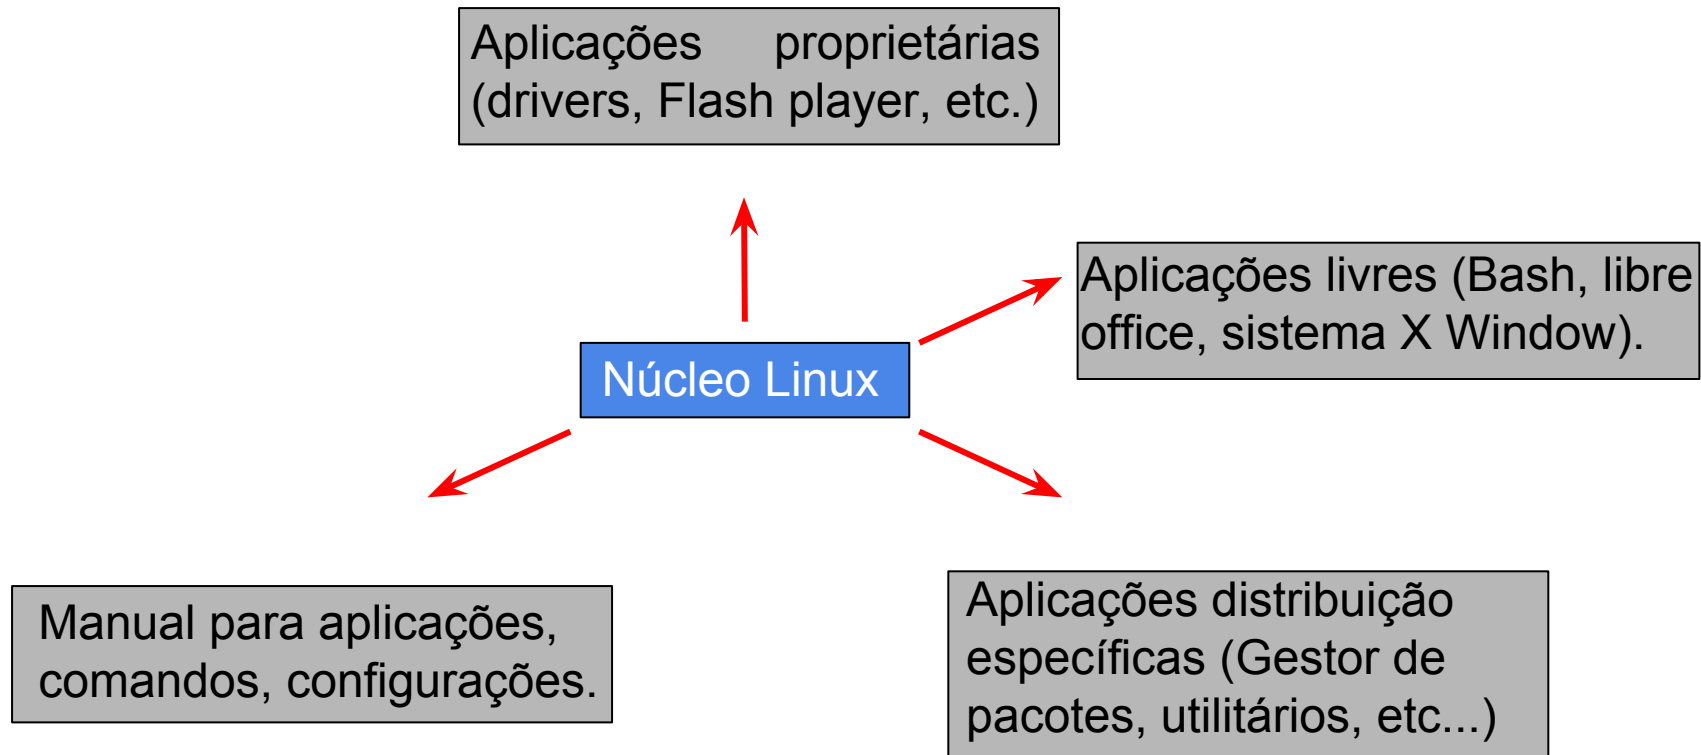 Aplicações proprietárias
(drivers, Flash player, etc.)
Aplicações livres (Bash, libre
office, sistema X Window).
Núcleo Linux
Manual para aplicações,
comandos, configurações.
Aplicações distribuição
específicas (Gestor de
pacotes, utilitários, etc...)